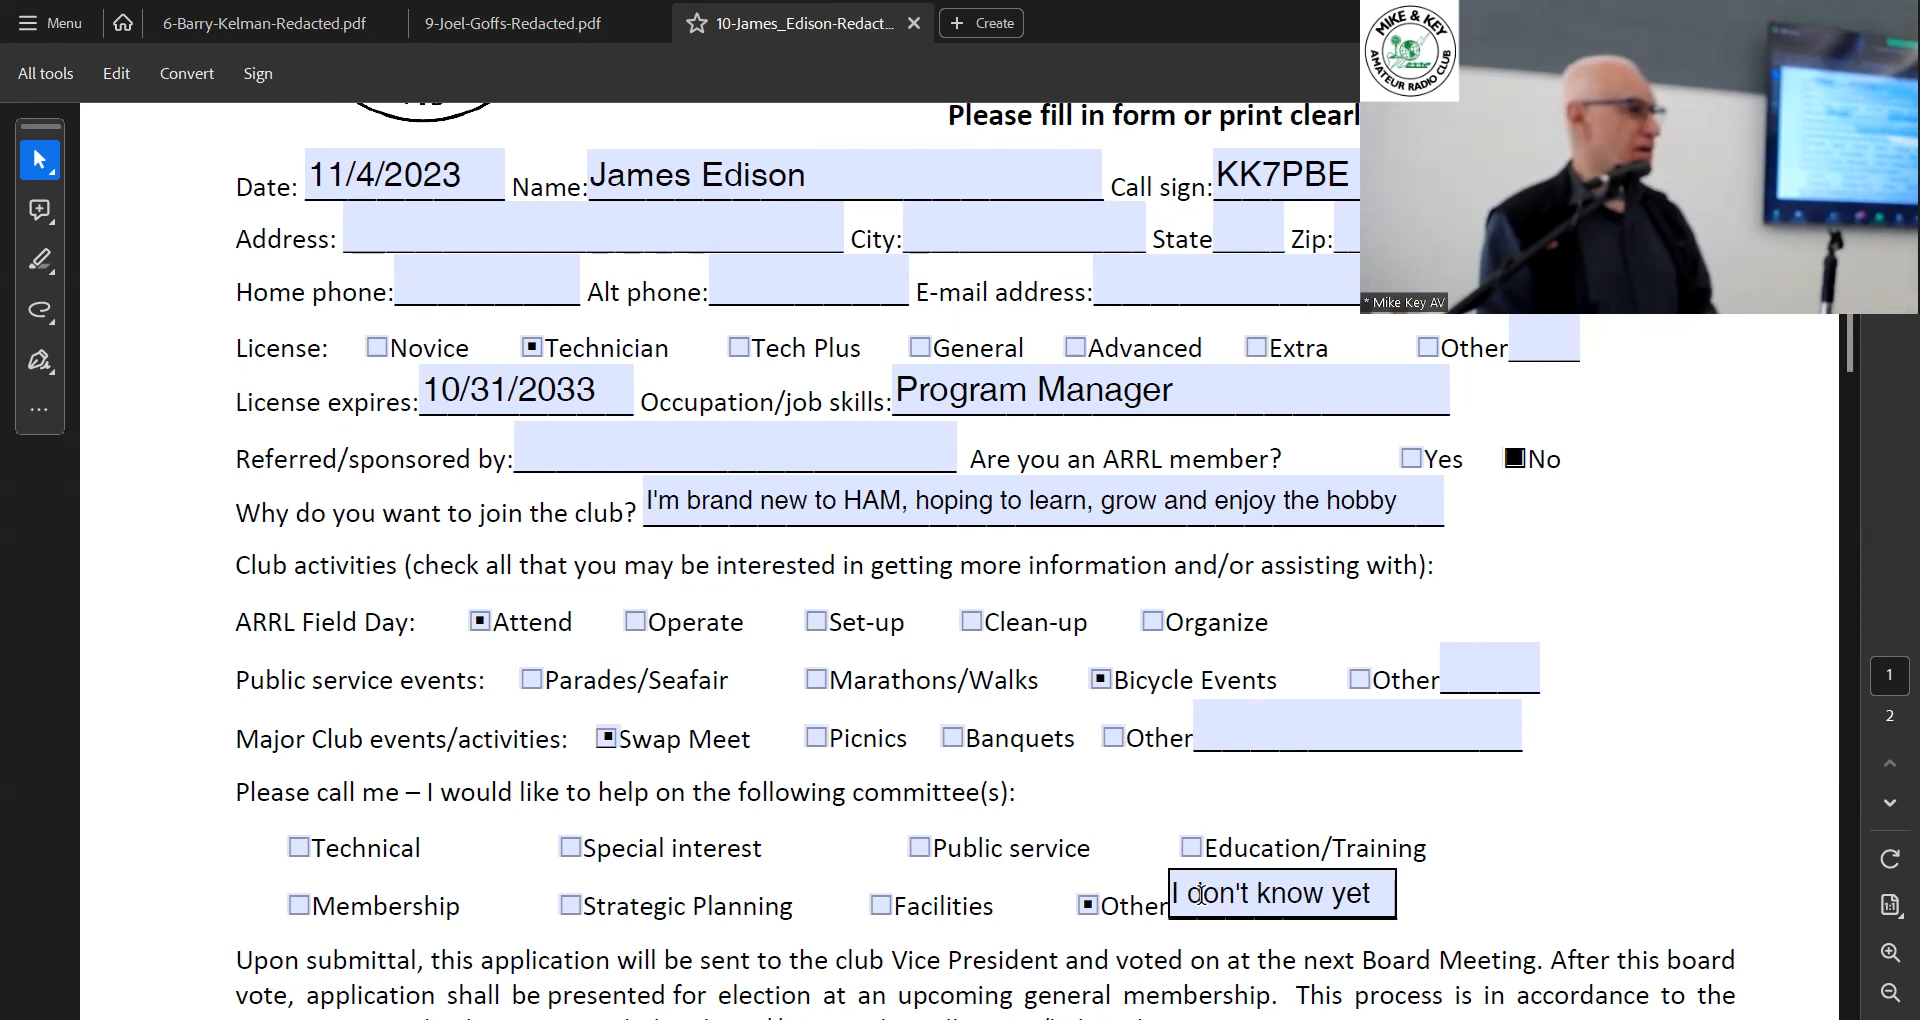 Menu 6-Barry-Kelman-Redacted.pdf 9-Joel-Goffs-Redacted.pdf 10-James_Edison-Redact... Create
All tools Edit Convert Sign
MIKE & KEY
AMATEUR RADIO CLUB
* Mike Key AV
Please fill in form or print clearl
Date: 11/4/2023 Name: James Edison Call sign: KK7PBE
Address: City: State Zip:
Home phone: Alt phone: E-mail address:
License: Novice Technician Tech Plus General Advanced Extra Other
License expires: 10/31/2033 Occupation/job skills: Program Manager
Referred/sponsored by: Are you an ARRL member? Yes No
Why do you want to join the club? I'm brand new to HAM, hoping to learn, grow and enjoy the hobby
Club activities (check all that you may be interested in getting more information and/or assisting with):
ARRL Field Day: Attend Operate Set-up Clean-up Organize
Public service events: Parades/Seafair Marathons/Walks Bicycle Events Other
Major Club events/activities: Swap Meet Picnics Banquets Other
Please call me – I would like to help on the following committee(s):
Technical Special interest Public service Education/Training
Membership Strategic Planning Facilities Other I don't know yet
Upon submittal, this application will be sent to the club Vice President and voted on at the next Board Meeting. After this board
vote, application shall be presented for election at an upcoming general membership. This process is in accordance to the
1
2
1:1